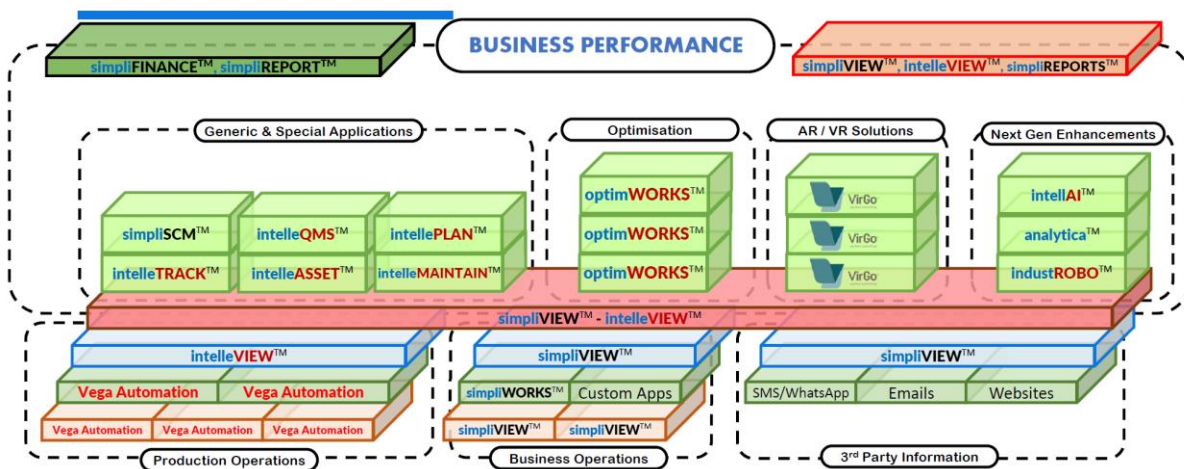 BUSINESS PERFORMANCE
simpliFINANCE™, simpliREPORT™
simpliVIEW™, intelleVIEW™, simpliREPORTS™
Generic & Special Applications
Optimisation
AR / VR Solutions
Next Gen Enhancements
optimWORKS™
VirGo
intellAI™
simpliSCM™
intelleQMS™
intellePLAN™
optimWORKS™
VirGo
analytica™
intelleTRACK™
intelleASSET™
intelleMAINTAIN™
optimWORKS™
VirGo
industROBO™
simpliVIEW™ - intelleVIEW™
intelleVIEW™
simpliVIEW™
simpliVIEW™
Vega Automation
Vega Automation
simpliWORKS™
Custom Apps
SMS/WhatsApp
Emails
Websites
Vega Automation
Vega Automation
Vega Automation
simpliVIEW™
simpliVIEW™
Production Operations
Business Operations
3rd Party Information